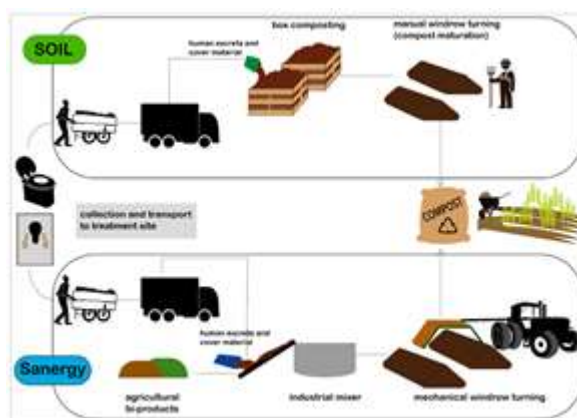 box composting
manual windrow turning
(compost maturation)
SOIL
human excreta and
cover material
collection and transport
to treatment site
COMPOST
human excreta and
cover material
Sanergy
agricultural
bi-products
industrial mixer
mechanical windrow turning